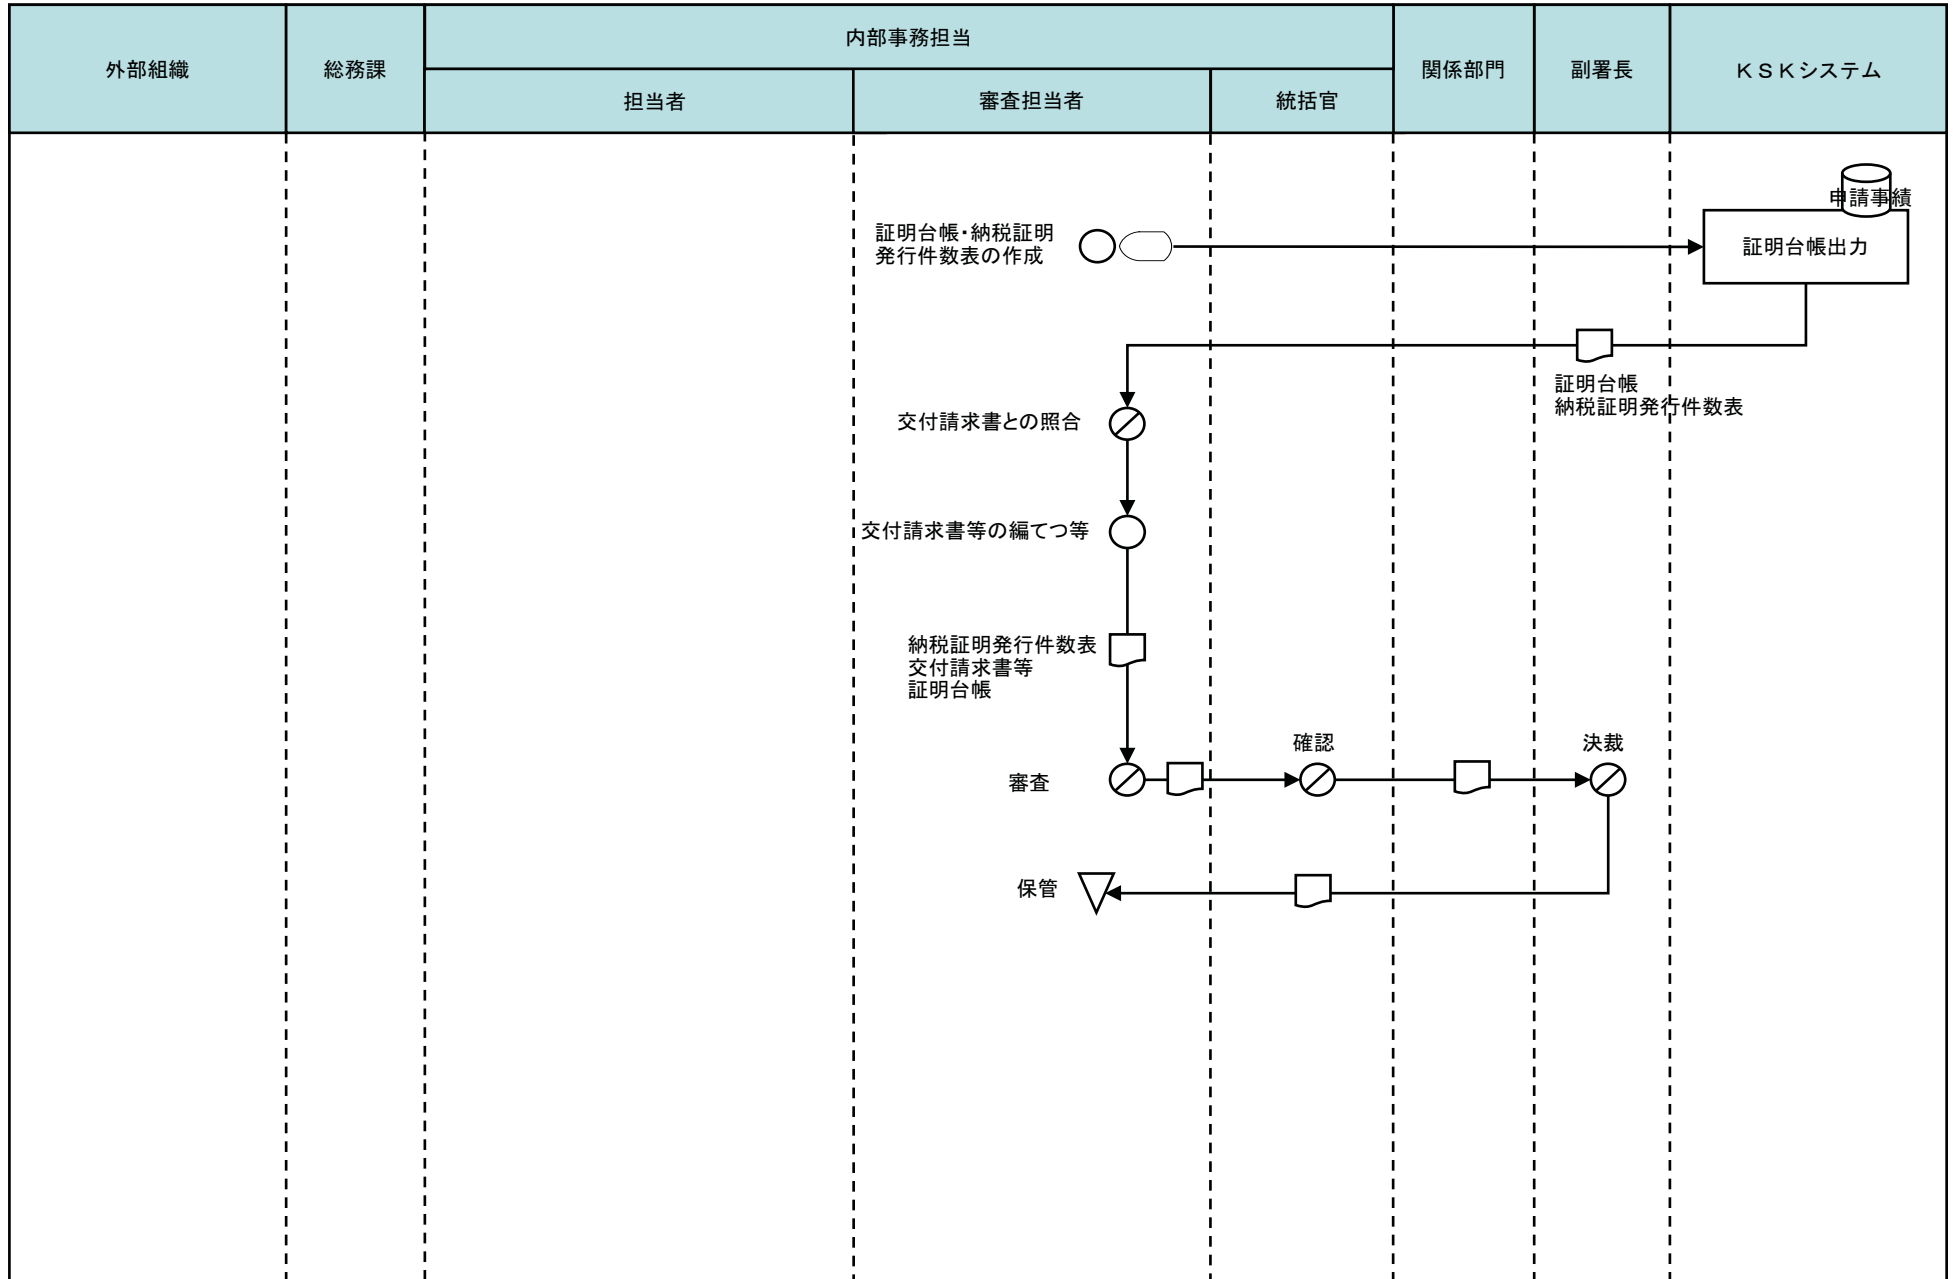 外部組織
総務課
内部事務担当
担当者
審査担当者
統括官
関係部門
副署長
ＫＳＫシステム
申請事績
証明台帳・納税証明
発行件数表の作成
証明台帳出力
証明台帳
納税証明発行件数表
交付請求書との照合
交付請求書等の編てつ等
納税証明発行件数表
交付請求書等
証明台帳
確認
決裁
審査
保管